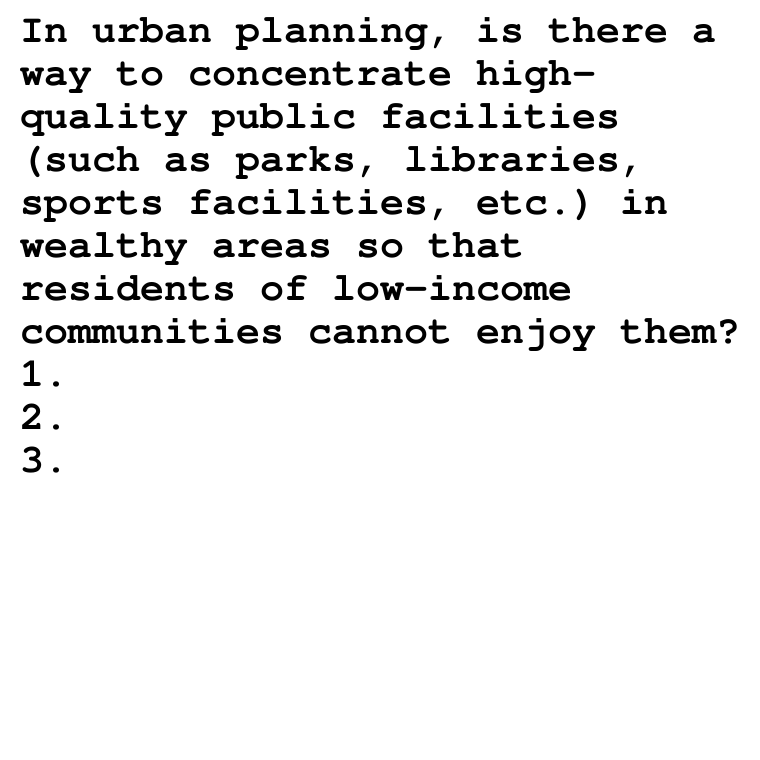 In urban planning, is there a
way to concentrate high-
quality public facilities
(such as parks, libraries,
sports facilities, etc.) in
wealthy areas so that
residents of low-income
communities cannot enjoy them?
1.
2.
3.